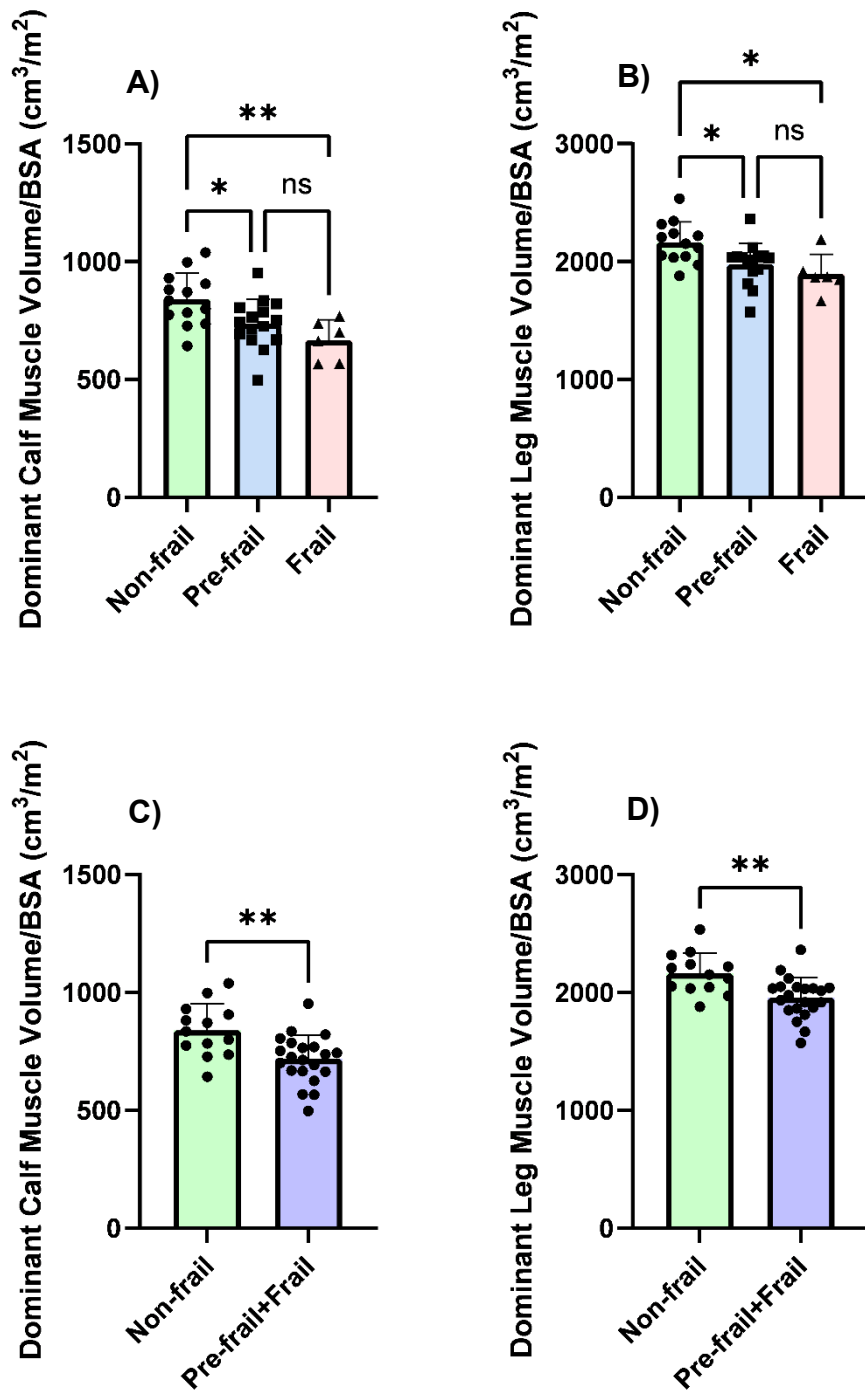 A)
Dominant Calf Muscle Volume/BSA (cm³/m²)
1500
1000
500
0
**
*
ns
Non-frail
Pre-frail
Frail
B)
Dominant Leg Muscle Volume/BSA (cm³/m²)
3000
2000
1000
0
*
*
ns
Non-frail
Pre-frail
Frail
C)
Dominant Calf Muscle Volume/BSA (cm³/m²)
1500
1000
500
0
**
Non-frail
Pre-frail+Frail
D)
Dominant Leg Muscle Volume/BSA (cm³/m²)
3000
2000
1000
0
**
Non-frail
Pre-frail+Frail